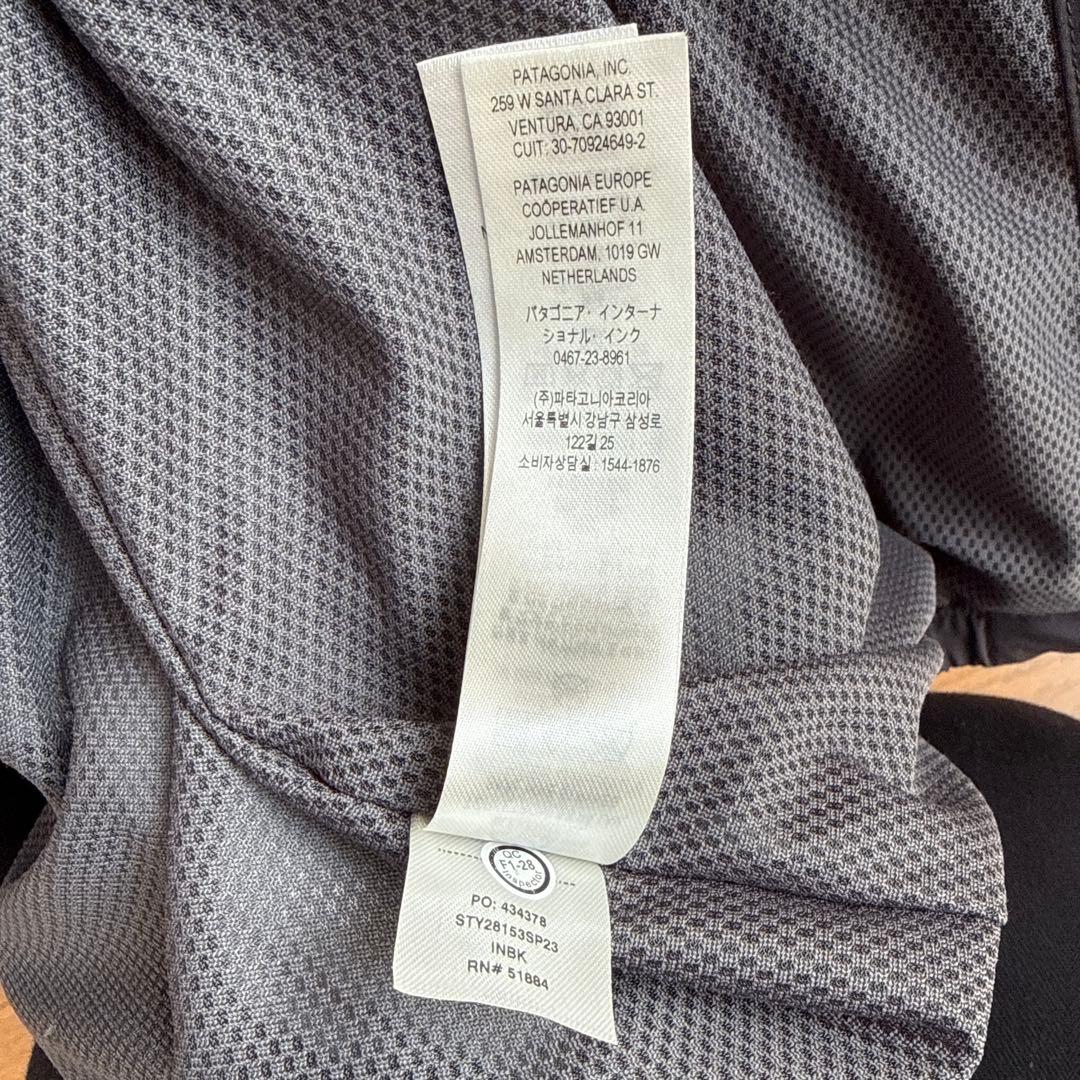 PATAGONIA, INC.
259 W SANTA CLARA ST.
VENTURA, CA 93001
CUIT: 30-70924649-2
PATAGONIA EUROPE
COÖPERATIEF U.A.
JOLLEMANHOF 11
AMSTERDAM, 1019 GW
NETHERLANDS
パタゴニア・インターナ
ショナル・インク
0467-23-8961
(주)파타고니아코리아
서울특별시 강남구 삼성로
122길 25
소비자상담실 : 1544-1876
QC
F1-28
Inspector
PO: 434378
STY28153SP23
INBK
RN# 51884